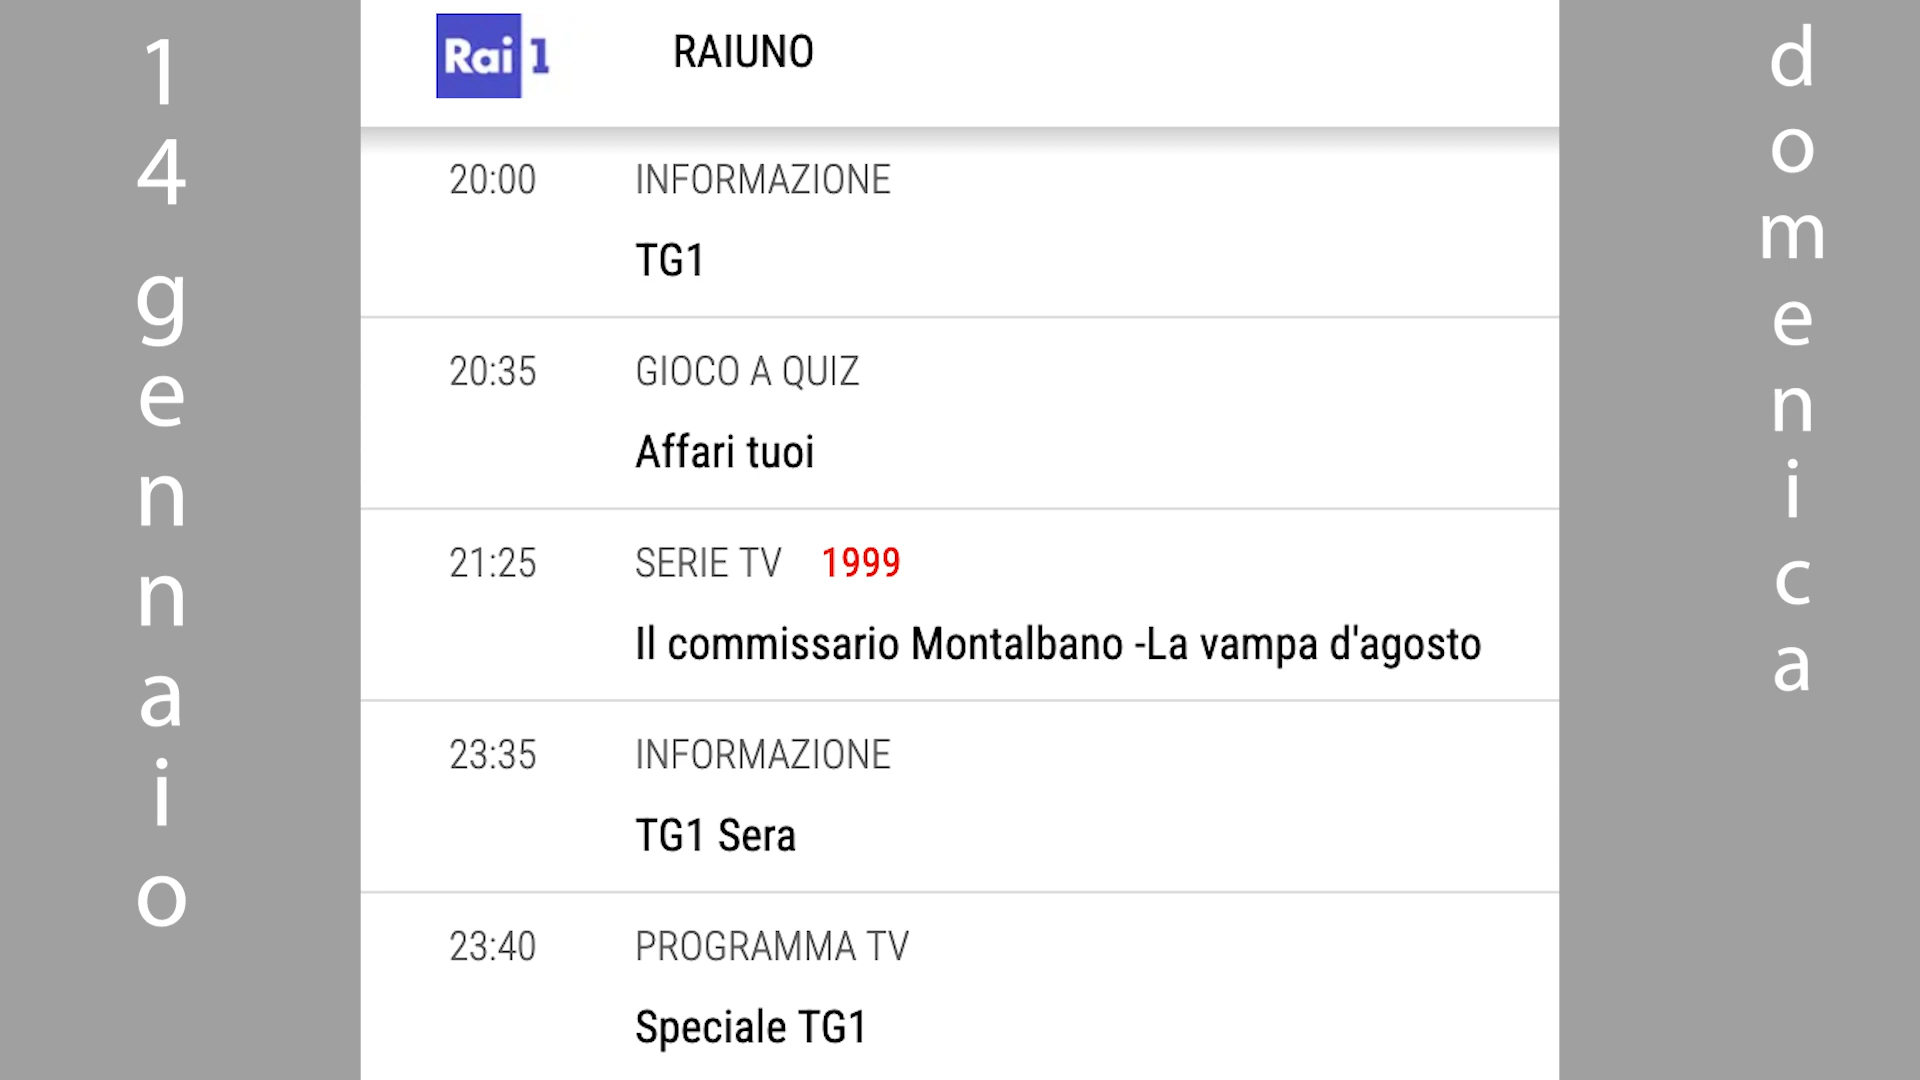 14 gennaio
Rai 1
RAIUNO
20:00 INFORMAZIONE
TG1
20:35 GIOCO A QUIZ
Affari tuoi
21:25 SERIE TV 1999
Il commissario Montalbano -La vampa d'agosto
23:35 INFORMAZIONE
TG1 Sera
23:40 PROGRAMMA TV
Speciale TG1
domenica